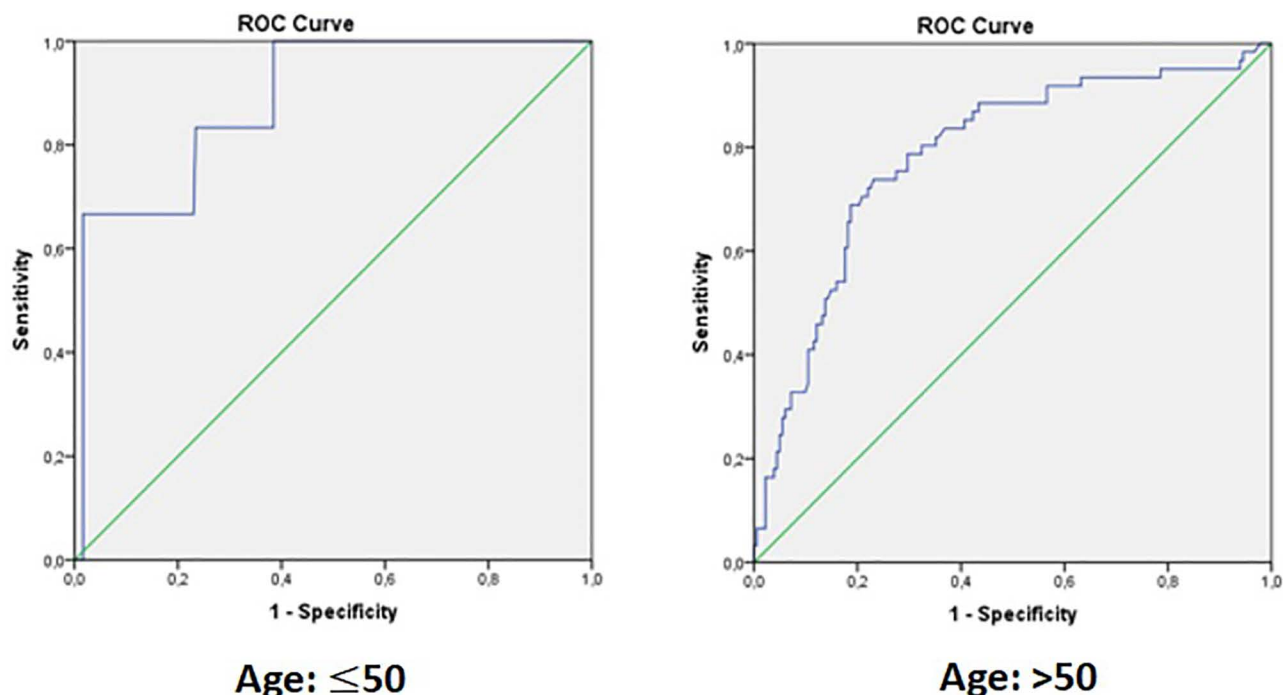 ROC Curve
1,0
0,8
0,6
0,4
0,2
0,0
Sensitivity
0,0 0,2 0,4 0,6 0,8 1,0
1 - Specificity
Age: ≤50
ROC Curve
1,0
0,8
0,6
0,4
0,2
0,0
Sensitivity
0,0 0,2 0,4 0,6 0,8 1,0
1 - Specificity
Age: >50